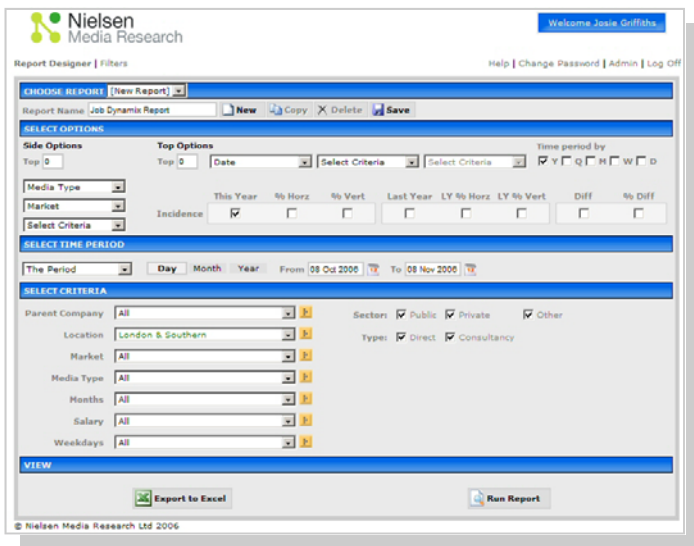 Nielsen
Media Research
Welcome Josie Griffiths
Report Designer | Filters
Help | Change Password | Admin | Log Off
CHOOSE REPORT [New Report]
Report Name Job Dynamix Report New Copy Delete Save
SELECT OPTIONS
Side Options Top Options Time period by
Top 0 Top 0 Date Select Criteria Select Criteria Y Q M W D
Media Type
This Year % Horz % Vert Last Year LY % Horz LY % Vert Diff % Diff
Market
Incidence
Select Criteria
SELECT TIME PERIOD
The Period Day Month Year From 08 Oct 2006 To 08 Nov 2006
SELECT CRITERIA
Parent Company All Sector: Public Private Other
Location London & Southern Type: Direct Consultancy
Market All
Media Type All
Months All
Salary All
Weekdays All
VIEW
Export to Excel Run Report
© Nielsen Media Research Ltd 2006